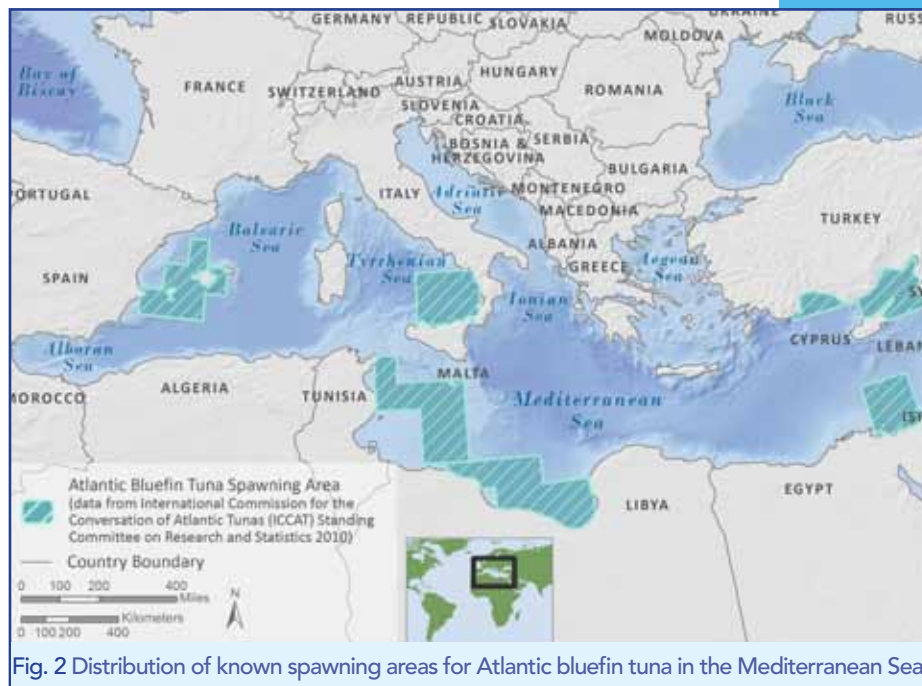 GERMANY
REPUBLIC
SLOVAKIA
UKRAINE
RUSS
MOLDOVA
Bay of
Biscay
FRANCE
SWITZERLAND
AUSTRIA
HUNGARY
SLOVENIA
ROMANIA
CROATIA
Black
Sea
BOSNIA &
HERZEGOVINA
SERBIA
BULGARIA
PORTUGAL
ITALY
Adriatic
Sea
MONTENEGRO
MACEDONIA
TURKEY
Balearic
Sea
SPAIN
Tyrrhenian
Sea
ALBANIA
GREECE
Aegean
Sea
Ionian
Sea
SY
CYPRUS
LEBAN
Alboran
Sea
MOROCCO
ALGERIA
TUNISIA
MALTA
Mediterranean
Sea
IS
EGYPT
LIBYA
Atlantic Bluefin Tuna Spawning Area
(data from International Commission for the
Conversation of Atlantic Tunas (ICCAT) Standing
Committee on Research and Statistics 2010)
Country Boundary
0 100 200 400
Miles
Kilometers
0 100 200 400
N
Fig. 2 Distribution of known spawning areas for Atlantic bluefin tuna in the Mediterranean Sea